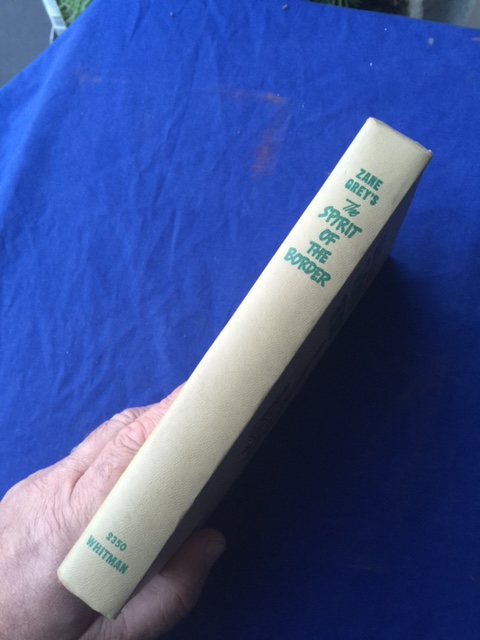 ZANE
GREY'S
The
SPIRIT
OF
THE
BORDER
2350
WHITMAN